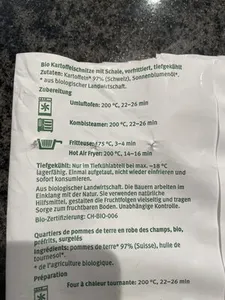 Bio Kartoffelschnitze mit Schale, vorfrittiert, tiefgekühlt
Zutaten: Kartoffeln* 97% (Schweiz), Sonnenblumenöl*.
* aus biologischer Landwirtschaft.
Zubereitung
Umluftofen: 200 °C, 22–26 min
Kombisteamer: 200 °C, 22–26 min
Fritteuse: 175 °C, 3–4 min
Hot Air Fryer: 200 °C, 14–16 min
Tiefgekühlt: Nur im Tiefkühlabteil bei max. –18 °C
lagerfähig. Einmal aufgetaut, nicht wieder einfrieren und
sofort konsumieren.
Aus biologischer Landwirtschaft. Die Bauern arbeiten im
Einklang mit der Natur. Sie verwenden natürliche
Hilfsmittel, gestalten die Fruchtfolgen vielfältig und tragen
Sorge zum fruchtbaren Boden. Unabhängige Kontrolle.
Bio-Zertifizierung: CH-BIO-006
Quartiers de pommes de terre en robe des champs, bio,
préfrits, surgelés
Ingrédients: pommes de terre* 97% (Suisse), huile de
tournesol*.
* de l'agriculture biologique.
Préparation
Four à chaleur tournante: 200 °C, 22–26 min